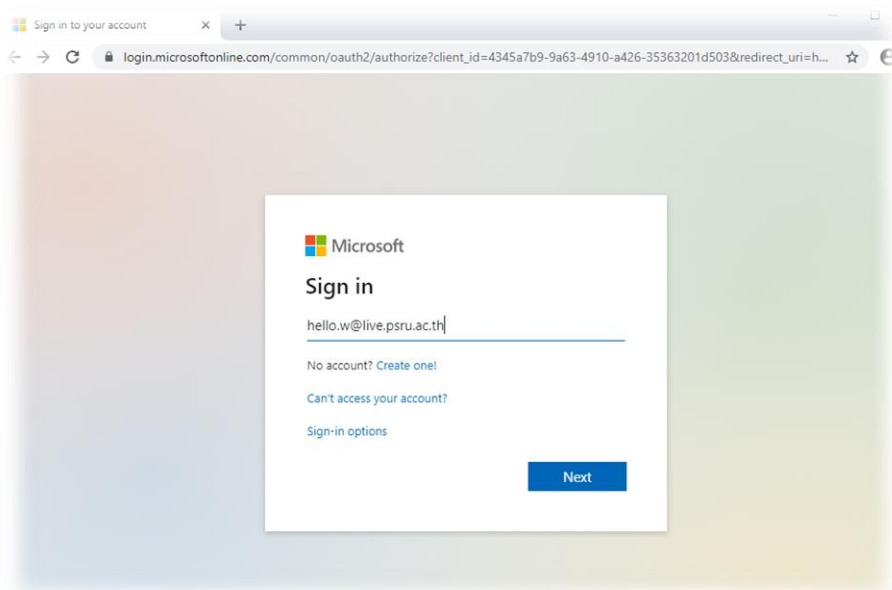 Sign in to your account
login.microsoftonline.com/common/oauth2/authorize?client_id=4345a7b9-9a63-4910-a426-35363201d503&redirect_uri=h...
Microsoft
Sign in
hello.w@live.psru.ac.th
No account? Create one!
Can't access your account?
Sign-in options
Next